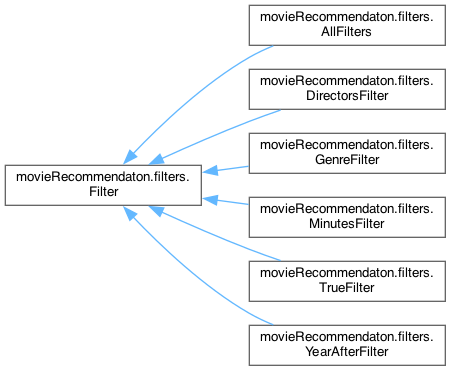 movieRecommendaton.filters.
AllFilters
movieRecommendaton.filters.
DirectorsFilter
movieRecommendaton.filters.
GenreFilter
movieRecommendaton.filters.
Filter
movieRecommendaton.filters.
MinutesFilter
movieRecommendaton.filters.
TrueFilter
movieRecommendaton.filters.
YearAfterFilter